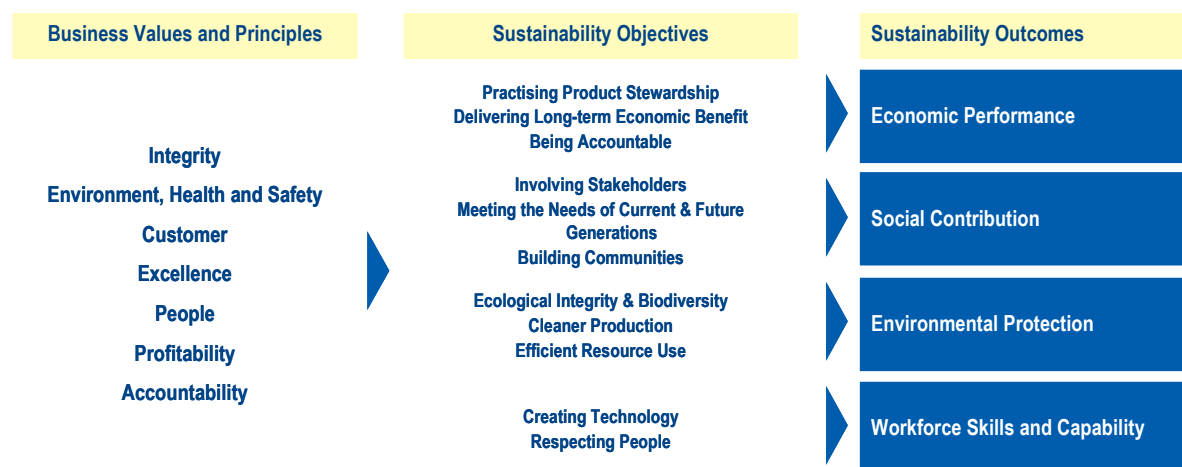 Business Values and Principles
Integrity
Environment, Health and Safety
Customer
Excellence
People
Profitability
Accountability
Sustainability Objectives
Practising Product Stewardship
Delivering Long-term Economic Benefit
Being Accountable
Involving Stakeholders
Meeting the Needs of Current & Future
Generations
Building Communities
Ecological Integrity & Biodiversity
Cleaner Production
Efficient Resource Use
Creating Technology
Respecting People
Sustainability Outcomes
Economic Performance
Social Contribution
Environmental Protection
Workforce Skills and Capability